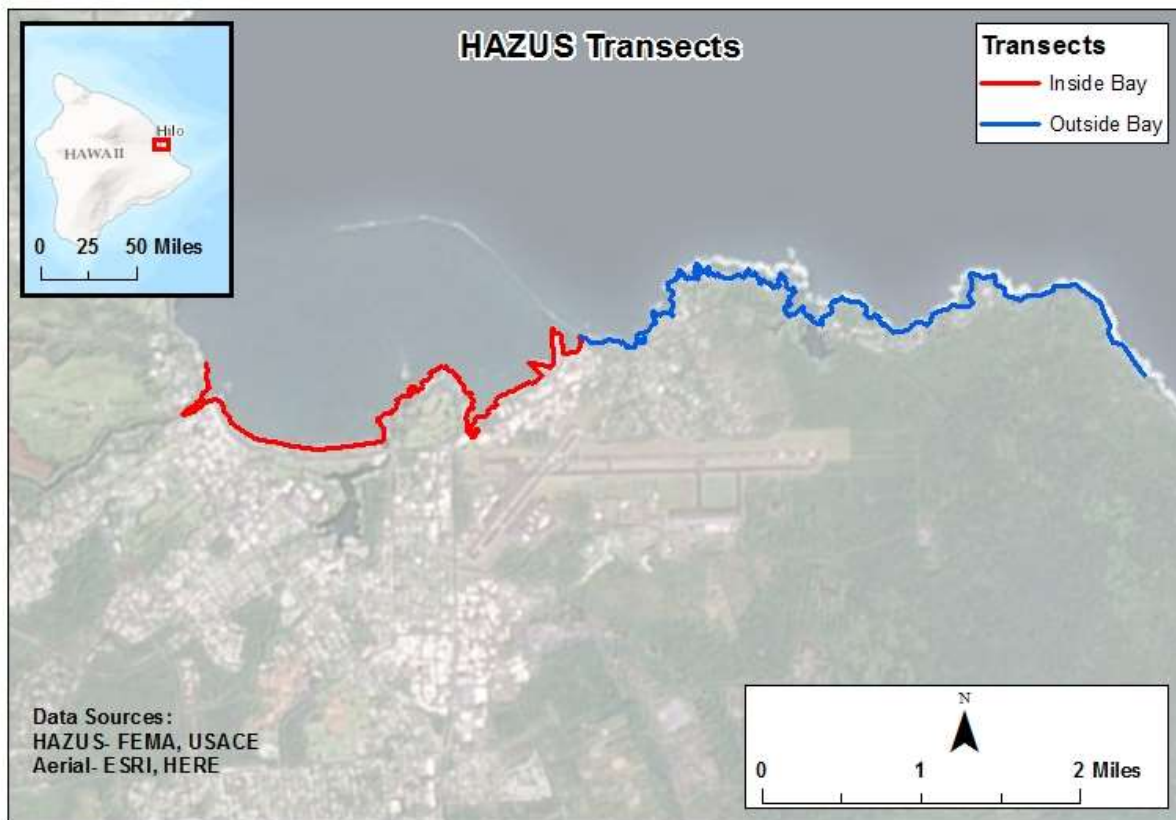 HAZUS Transects
Transects
Inside Bay
Outside Bay
Hilo
HAWAII
0 25 50 Miles
Data Sources:
HAZUS- FEMA, USACE
Aerial- ESRI, HERE
N
0 1 2 Miles